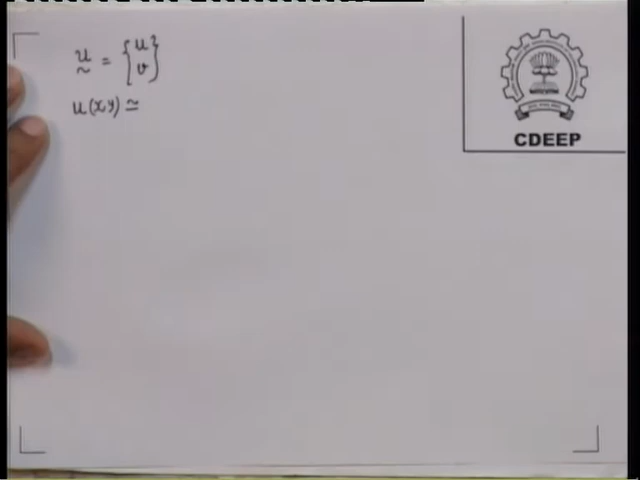 ṵ = {u v}
u(x,y) ≃
CDEEP